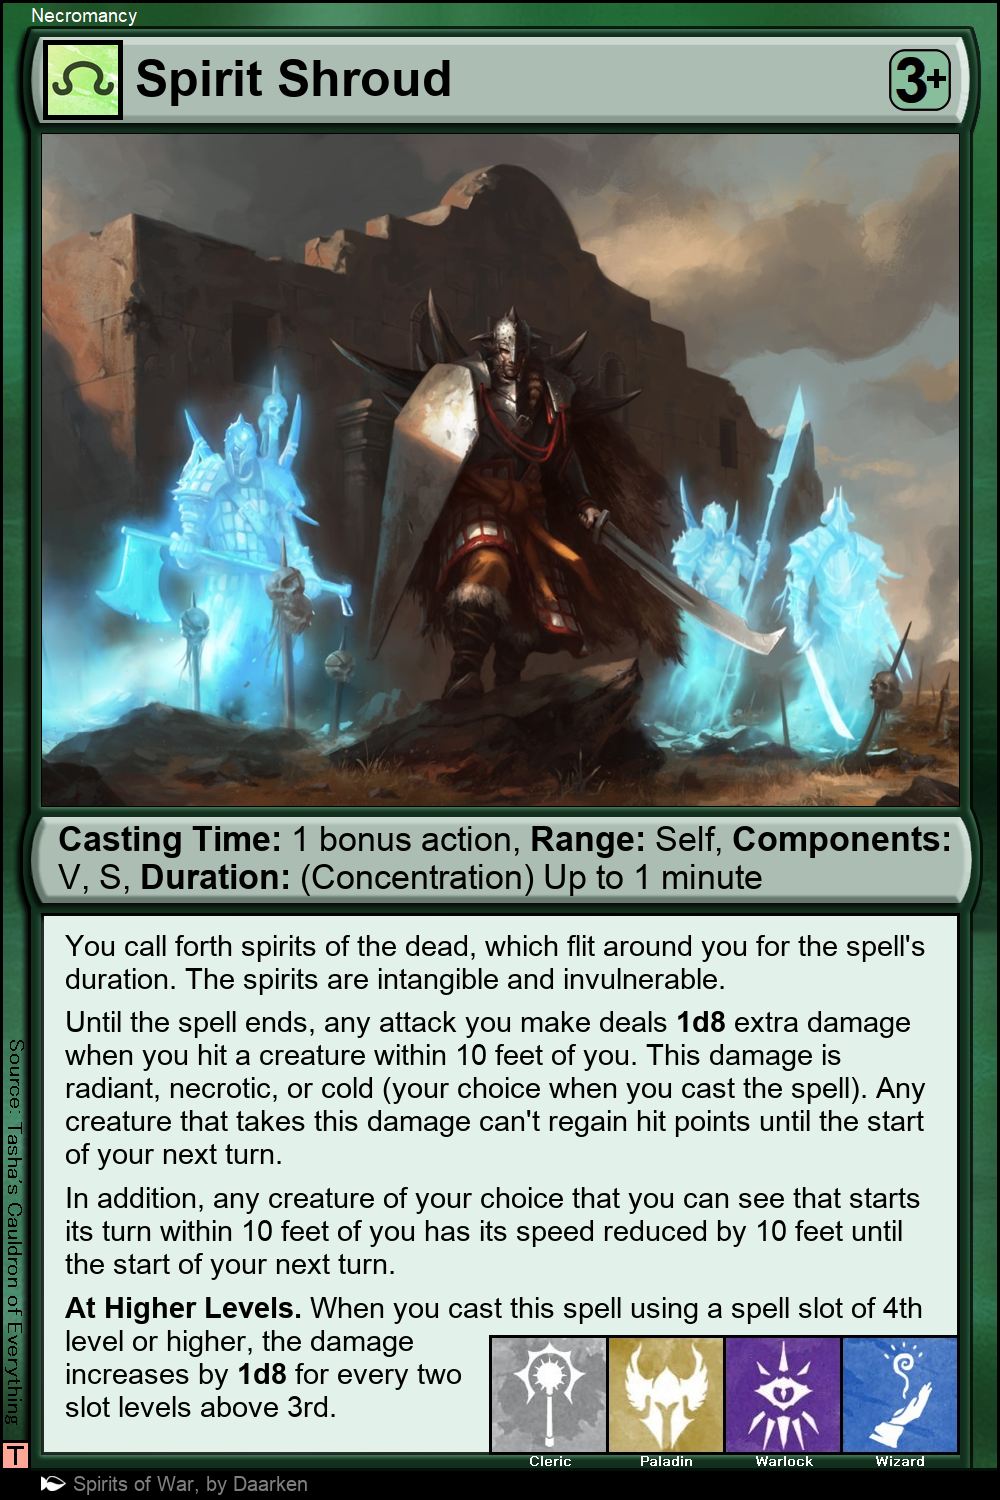 Necromancy
Spirit Shroud
3+
Casting Time: 1 bonus action, Range: Self, Components:
V, S, Duration: (Concentration) Up to 1 minute
You call forth spirits of the dead, which flit around you for the spell's
duration. The spirits are intangible and invulnerable.
Until the spell ends, any attack you make deals 1d8 extra damage
when you hit a creature within 10 feet of you. This damage is
radiant, necrotic, or cold (your choice when you cast the spell). Any
creature that takes this damage can't regain hit points until the start
of your next turn.
In addition, any creature of your choice that you can see that starts
its turn within 10 feet of you has its speed reduced by 10 feet until
the start of your next turn.
At Higher Levels. When you cast this spell using a spell slot of 4th
level or higher, the damage
increases by 1d8 for every two
slot levels above 3rd.
Cleric Paladin Warlock Wizard
Source: Tasha's Cauldron of Everything
T
Spirits of War, by Daarken